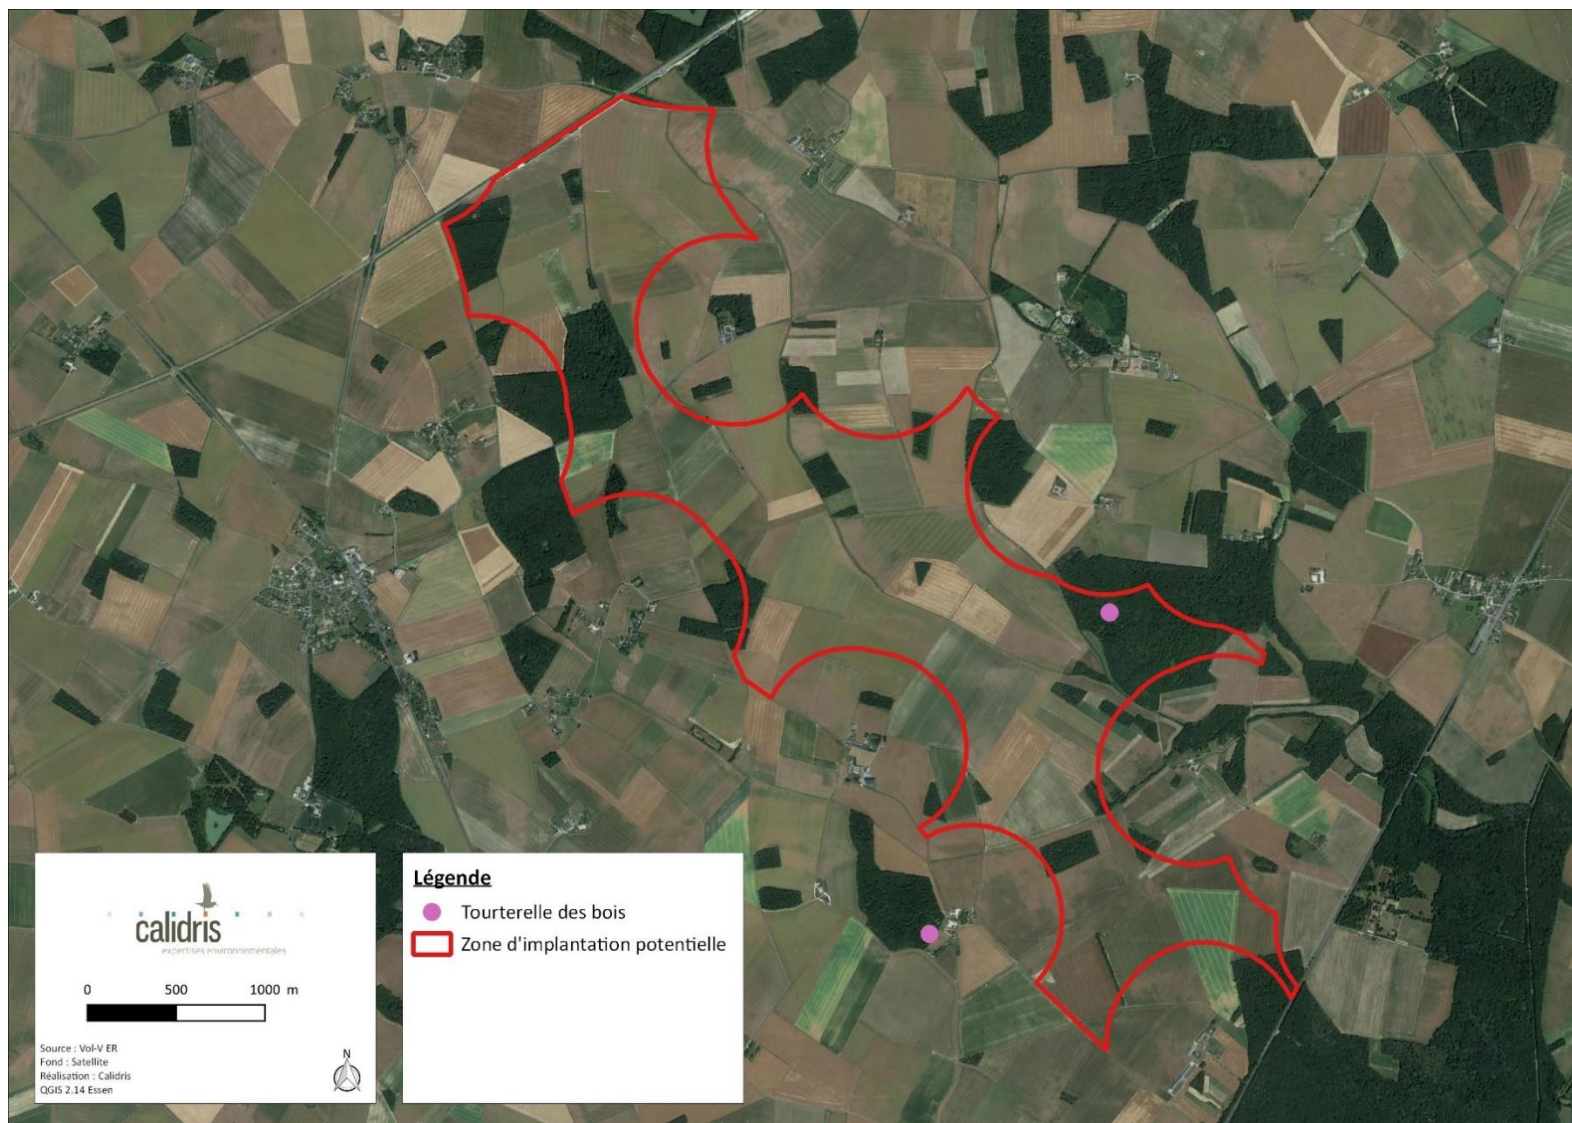 calidris
expertises environnementales
0 500 1000 m
Source : Vol-V ER
Fond : Satellite
Réalisation : Calidris
QGIS 2.14 Essen
N
Légende
Tourterelle des bois
Zone d'implantation potentielle